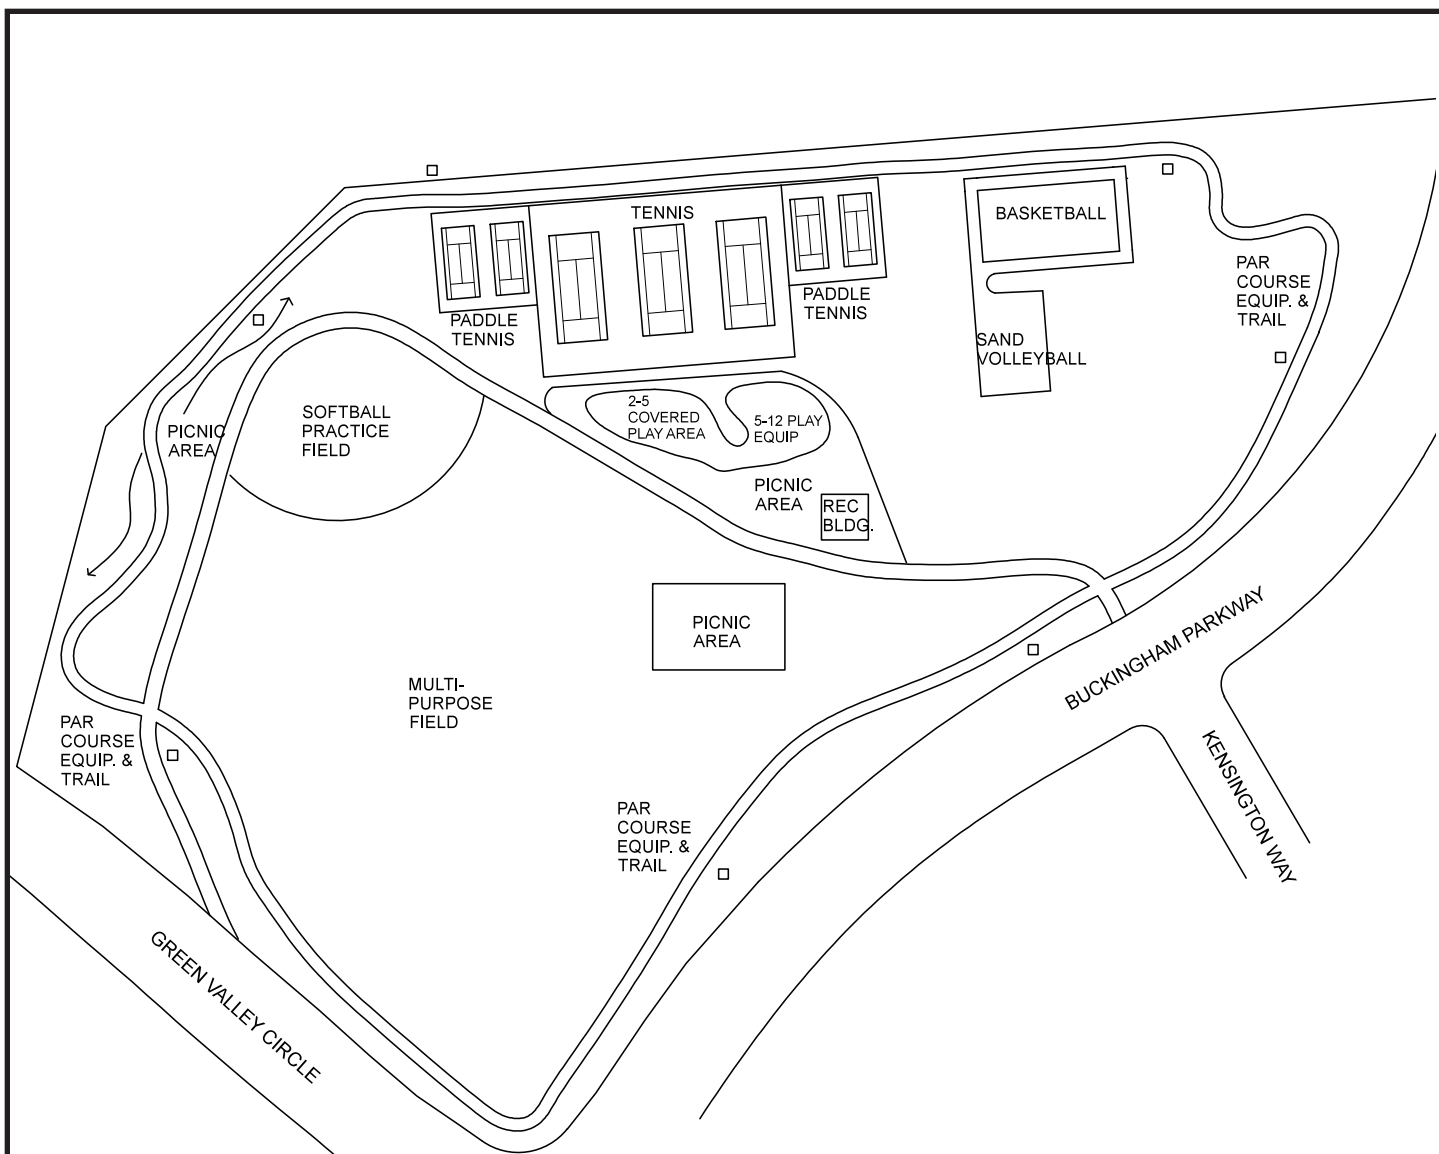 TENNIS
BASKETBALL
PADDLE
TENNIS
PADDLE
TENNIS
PAR
COURSE
EQUIP. &
TRAIL
SAND
VOLLEYBALL
2-5
COVERED
PLAY AREA
5-12 PLAY
EQUIP
SOFTBALL
PRACTICE
FIELD
PICNIC
AREA
PICNIC
AREA
REC
BLDG.
PICNIC
AREA
MULTI-
PURPOSE
FIELD
PAR
COURSE
EQUIP. &
TRAIL
PAR
COURSE
EQUIP. &
TRAIL
BUCKINGHAM PARKWAY
KENSINGTON WAY
GREEN VALLEY CIRCLE